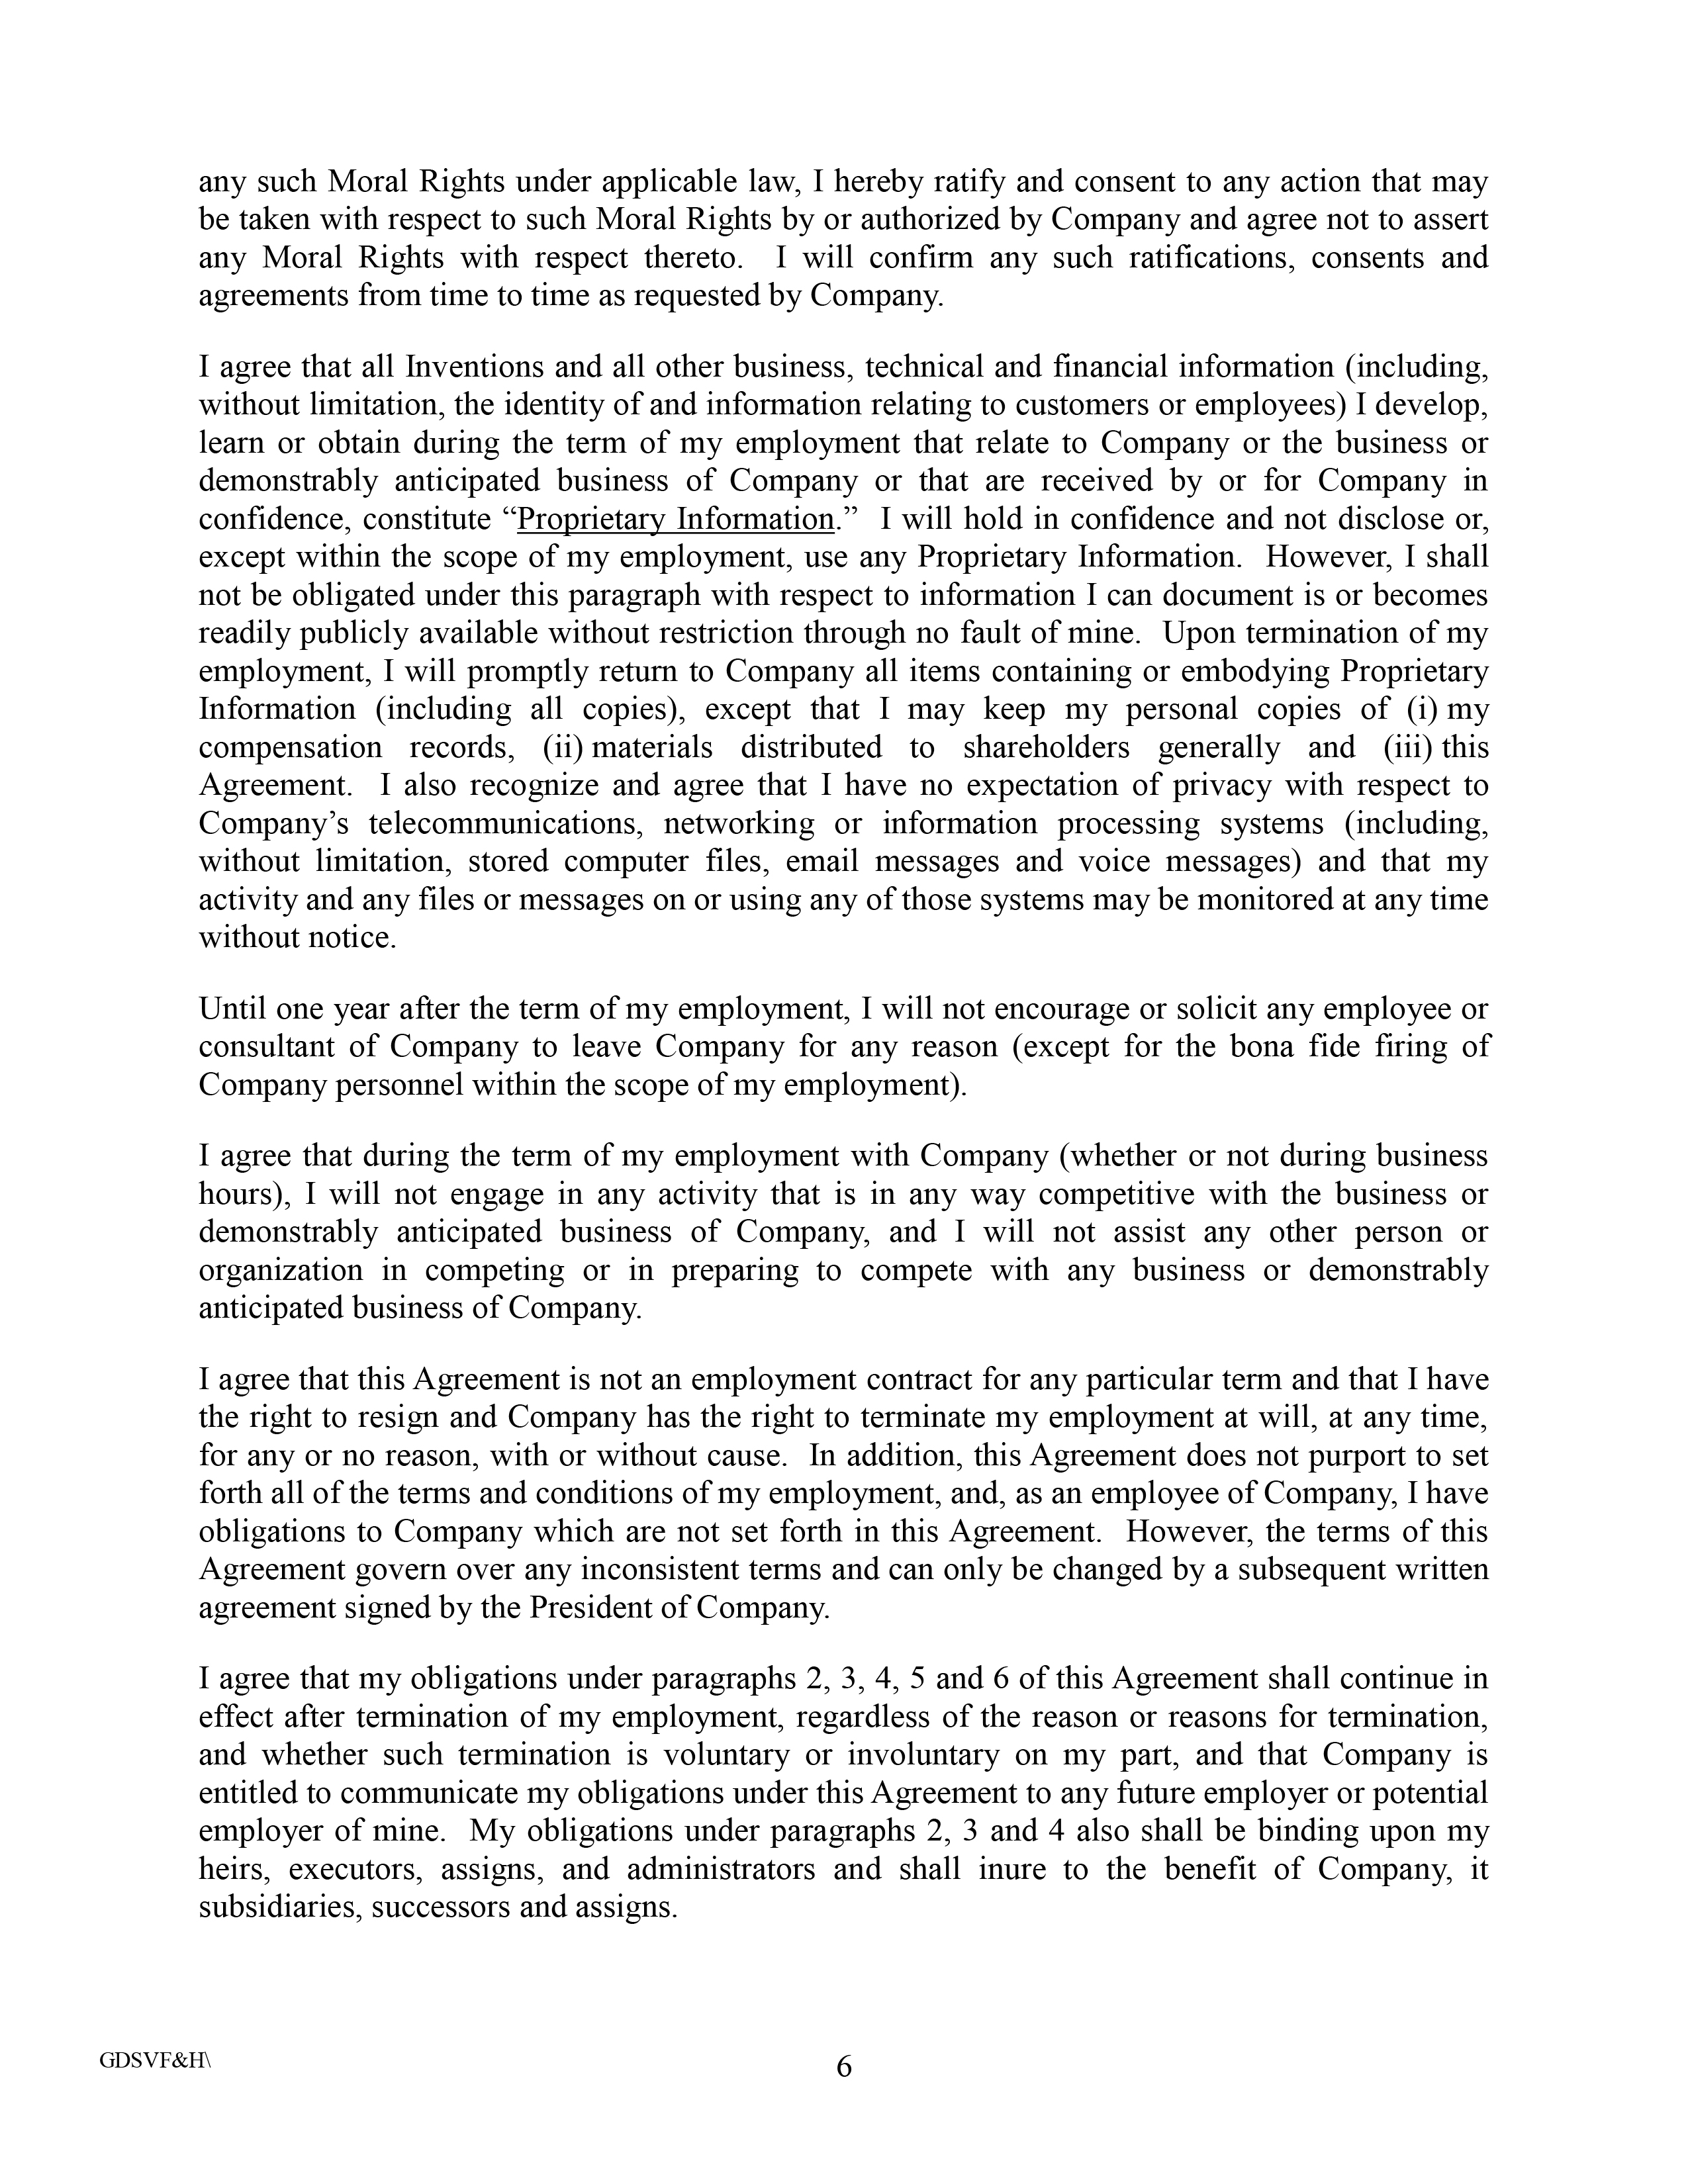 any such Moral Rights under applicable law, I hereby ratify and consent to any action that may
be taken with respect to such Moral Rights by or authorized by Company and agree not to assert
any Moral Rights with respect thereto.  I will confirm any such ratifications, consents and
agreements from time to time as requested by Company.
I agree that all Inventions and all other business, technical and financial information (including,
without limitation, the identity of and information relating to customers or employees) I develop,
learn or obtain during the term of my employment that relate to Company or the business or
demonstrably anticipated business of Company or that are received by or for Company in
confidence, constitute “Proprietary Information.”  I will hold in confidence and not disclose or,
except within the scope of my employment, use any Proprietary Information.  However, I shall
not be obligated under this paragraph with respect to information I can document is or becomes
readily publicly available without restriction through no fault of mine.  Upon termination of my
employment, I will promptly return to Company all items containing or embodying Proprietary
Information (including all copies), except that I may keep my personal copies of (i) my
compensation records, (ii) materials distributed to shareholders generally and (iii) this
Agreement.  I also recognize and agree that I have no expectation of privacy with respect to
Company’s telecommunications, networking or information processing systems (including,
without limitation, stored computer files, email messages and voice messages) and that my
activity and any files or messages on or using any of those systems may be monitored at any time
without notice.
Until one year after the term of my employment, I will not encourage or solicit any employee or
consultant of Company to leave Company for any reason (except for the bona fide firing of
Company personnel within the scope of my employment).
I agree that during the term of my employment with Company (whether or not during business
hours), I will not engage in any activity that is in any way competitive with the business or
demonstrably anticipated business of Company, and I will not assist any other person or
organization in competing or in preparing to compete with any business or demonstrably
anticipated business of Company.
I agree that this Agreement is not an employment contract for any particular term and that I have
the right to resign and Company has the right to terminate my employment at will, at any time,
for any or no reason, with or without cause.  In addition, this Agreement does not purport to set
forth all of the terms and conditions of my employment, and, as an employee of Company, I have
obligations to Company which are not set forth in this Agreement.  However, the terms of this
Agreement govern over any inconsistent terms and can only be changed by a subsequent written
agreement signed by the President of Company.
I agree that my obligations under paragraphs 2, 3, 4, 5 and 6 of this Agreement shall continue in
effect after termination of my employment, regardless of the reason or reasons for termination,
and whether such termination is voluntary or involuntary on my part, and that Company is
entitled to communicate my obligations under this Agreement to any future employer or potential
employer of mine.  My obligations under paragraphs 2, 3 and 4 also shall be binding upon my
heirs, executors, assigns, and administrators and shall inure to the benefit of Company, it
subsidiaries, successors and assigns.
GDSVF&H\
6